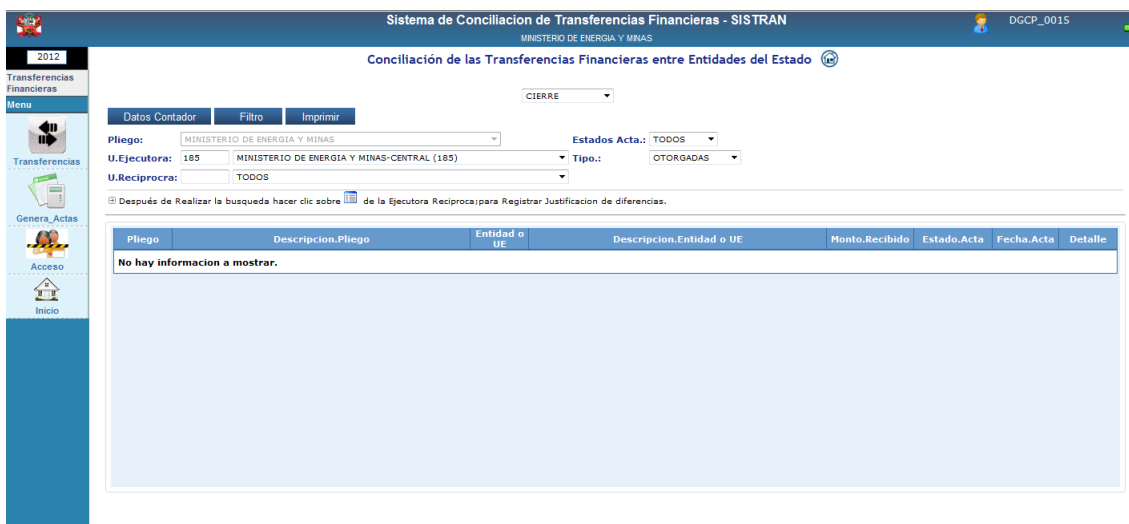 Sistema de Conciliacion de Transferencias Financieras - SISTRAN
DGCP_0015
MINISTERIO DE ENERGIA Y MINAS
2012
Conciliación de las Transferencias Financieras entre Entidades del Estado
Transferencias
Financieras
Menu
CIERRE
Datos Contador Filtro Imprimir
Pliego: MINISTERIO DE ENERGIA Y MINAS Estados Acta.: TODOS
U.Ejecutora: 185 MINISTERIO DE ENERGIA Y MINAS-CENTRAL (185) Tipo.: OTORGADAS
U.Reciprocra: TODOS
Transferencias
Después de Realizar la busqueda hacer clic sobre de la Ejecutora Reciproca;para Registrar Justificacion de diferencias.
Genera_Actas
Pliego Descripcion.Pliego Entidad o UE Descripcion.Entidad o UE Monto.Recibido Estado.Acta Fecha.Acta Detalle
No hay informacion a mostrar.
Acceso
Inicio